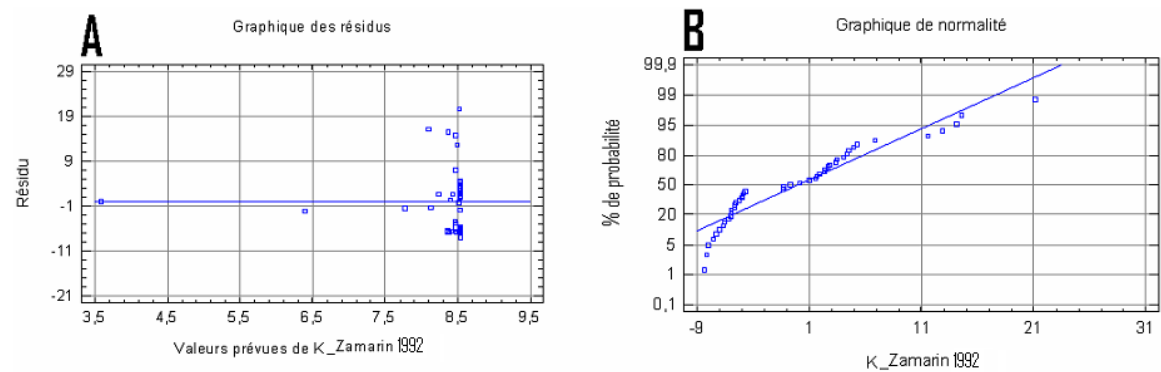 A
Graphique des résidus
Résidu
29
19
9
-1
-11
-21
3,5 4,5 5,5 6,5 7,5 8,5 9,5
Valeurs prévues de K_Zamarin 1992
B
Graphique de normalité
% de probabilité
99,9
99
95
80
50
20
5
1
0,1
-9 1 11 21 31
K_Zamarin 1992